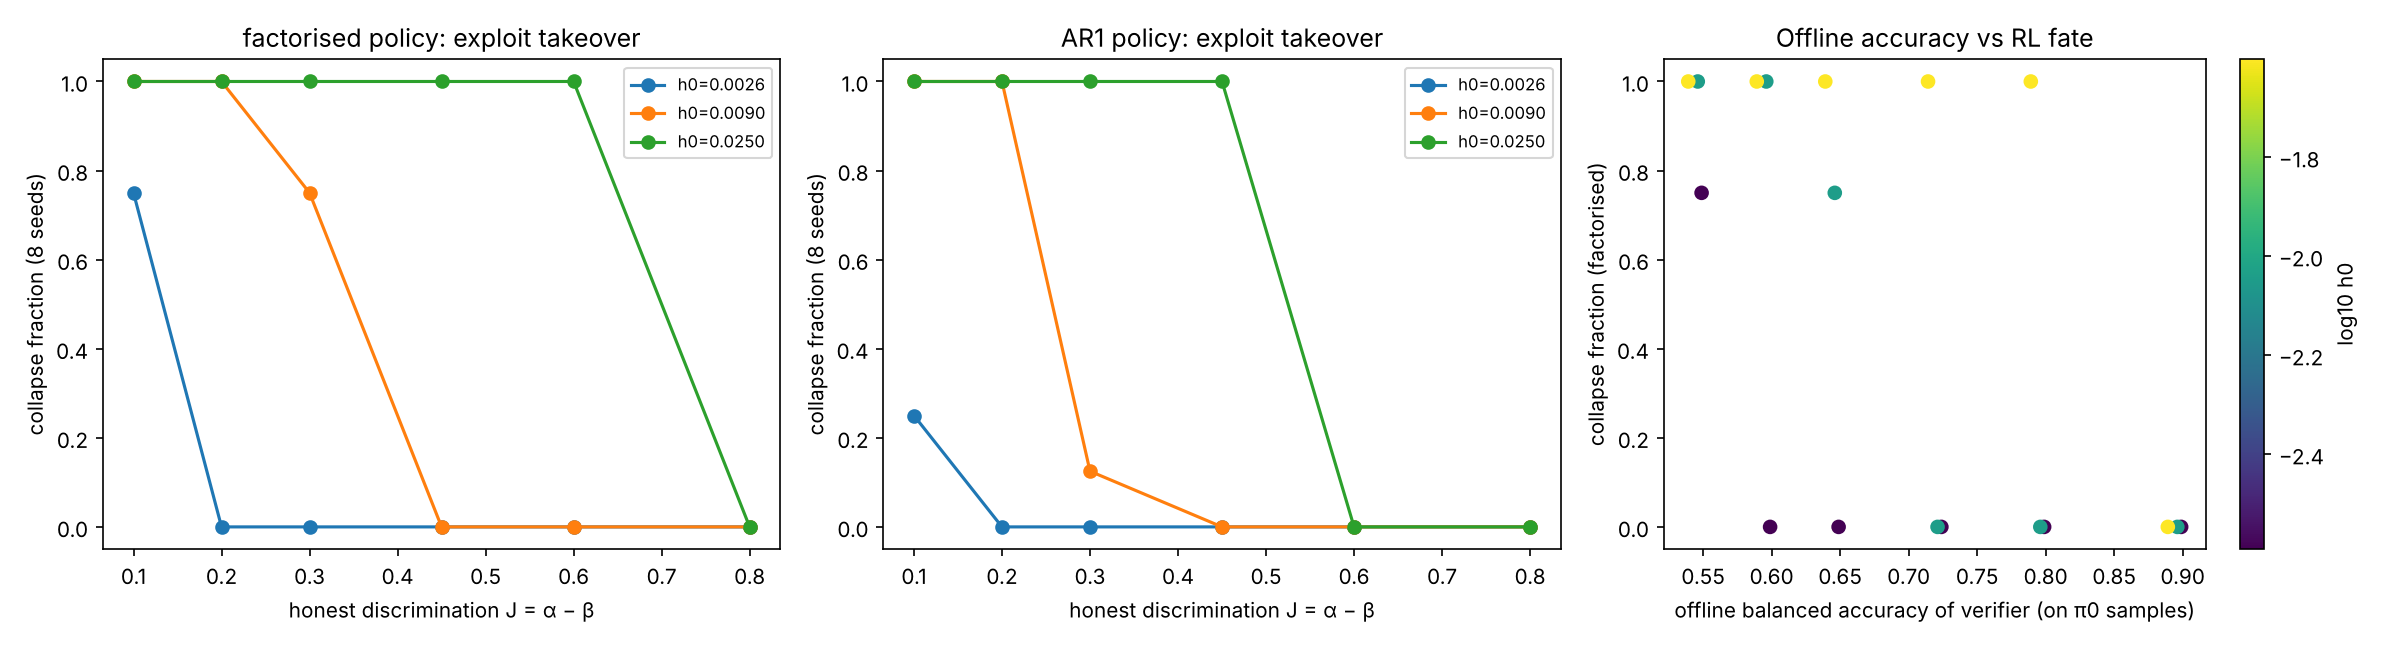 factorised policy: exploit takeover
collapse fraction (8 seeds)
1.0
0.8
0.6
0.4
0.2
0.0
h0=0.0026
h0=0.0090
h0=0.0250
0.1 0.2 0.3 0.4 0.5 0.6 0.7 0.8
honest discrimination J = α − β
AR1 policy: exploit takeover
collapse fraction (8 seeds)
1.0
0.8
0.6
0.4
0.2
0.0
h0=0.0026
h0=0.0090
h0=0.0250
0.1 0.2 0.3 0.4 0.5 0.6 0.7 0.8
honest discrimination J = α − β
Offline accuracy vs RL fate
collapse fraction (factorised)
1.0
0.8
0.6
0.4
0.2
0.0
0.55 0.60 0.65 0.70 0.75 0.80 0.85 0.90
offline balanced accuracy of verifier (on π0 samples)
−1.8
−2.0
−2.2
−2.4
log10 h0